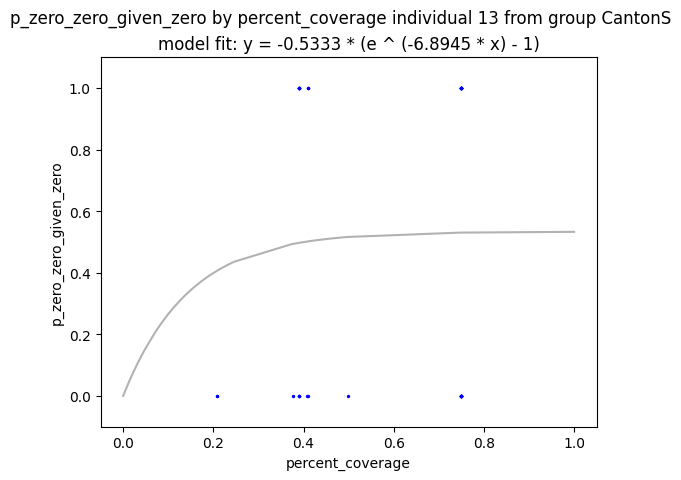 p_zero_zero_given_zero by percent_coverage individual 13 from group CantonS
model fit: y = -0.5333 * (e ^ (-6.8945 * x) - 1)
1.0
0.8
0.6
0.4
0.2
0.0
p_zero_zero_given_zero
0.0 0.2 0.4 0.6 0.8 1.0
percent_coverage